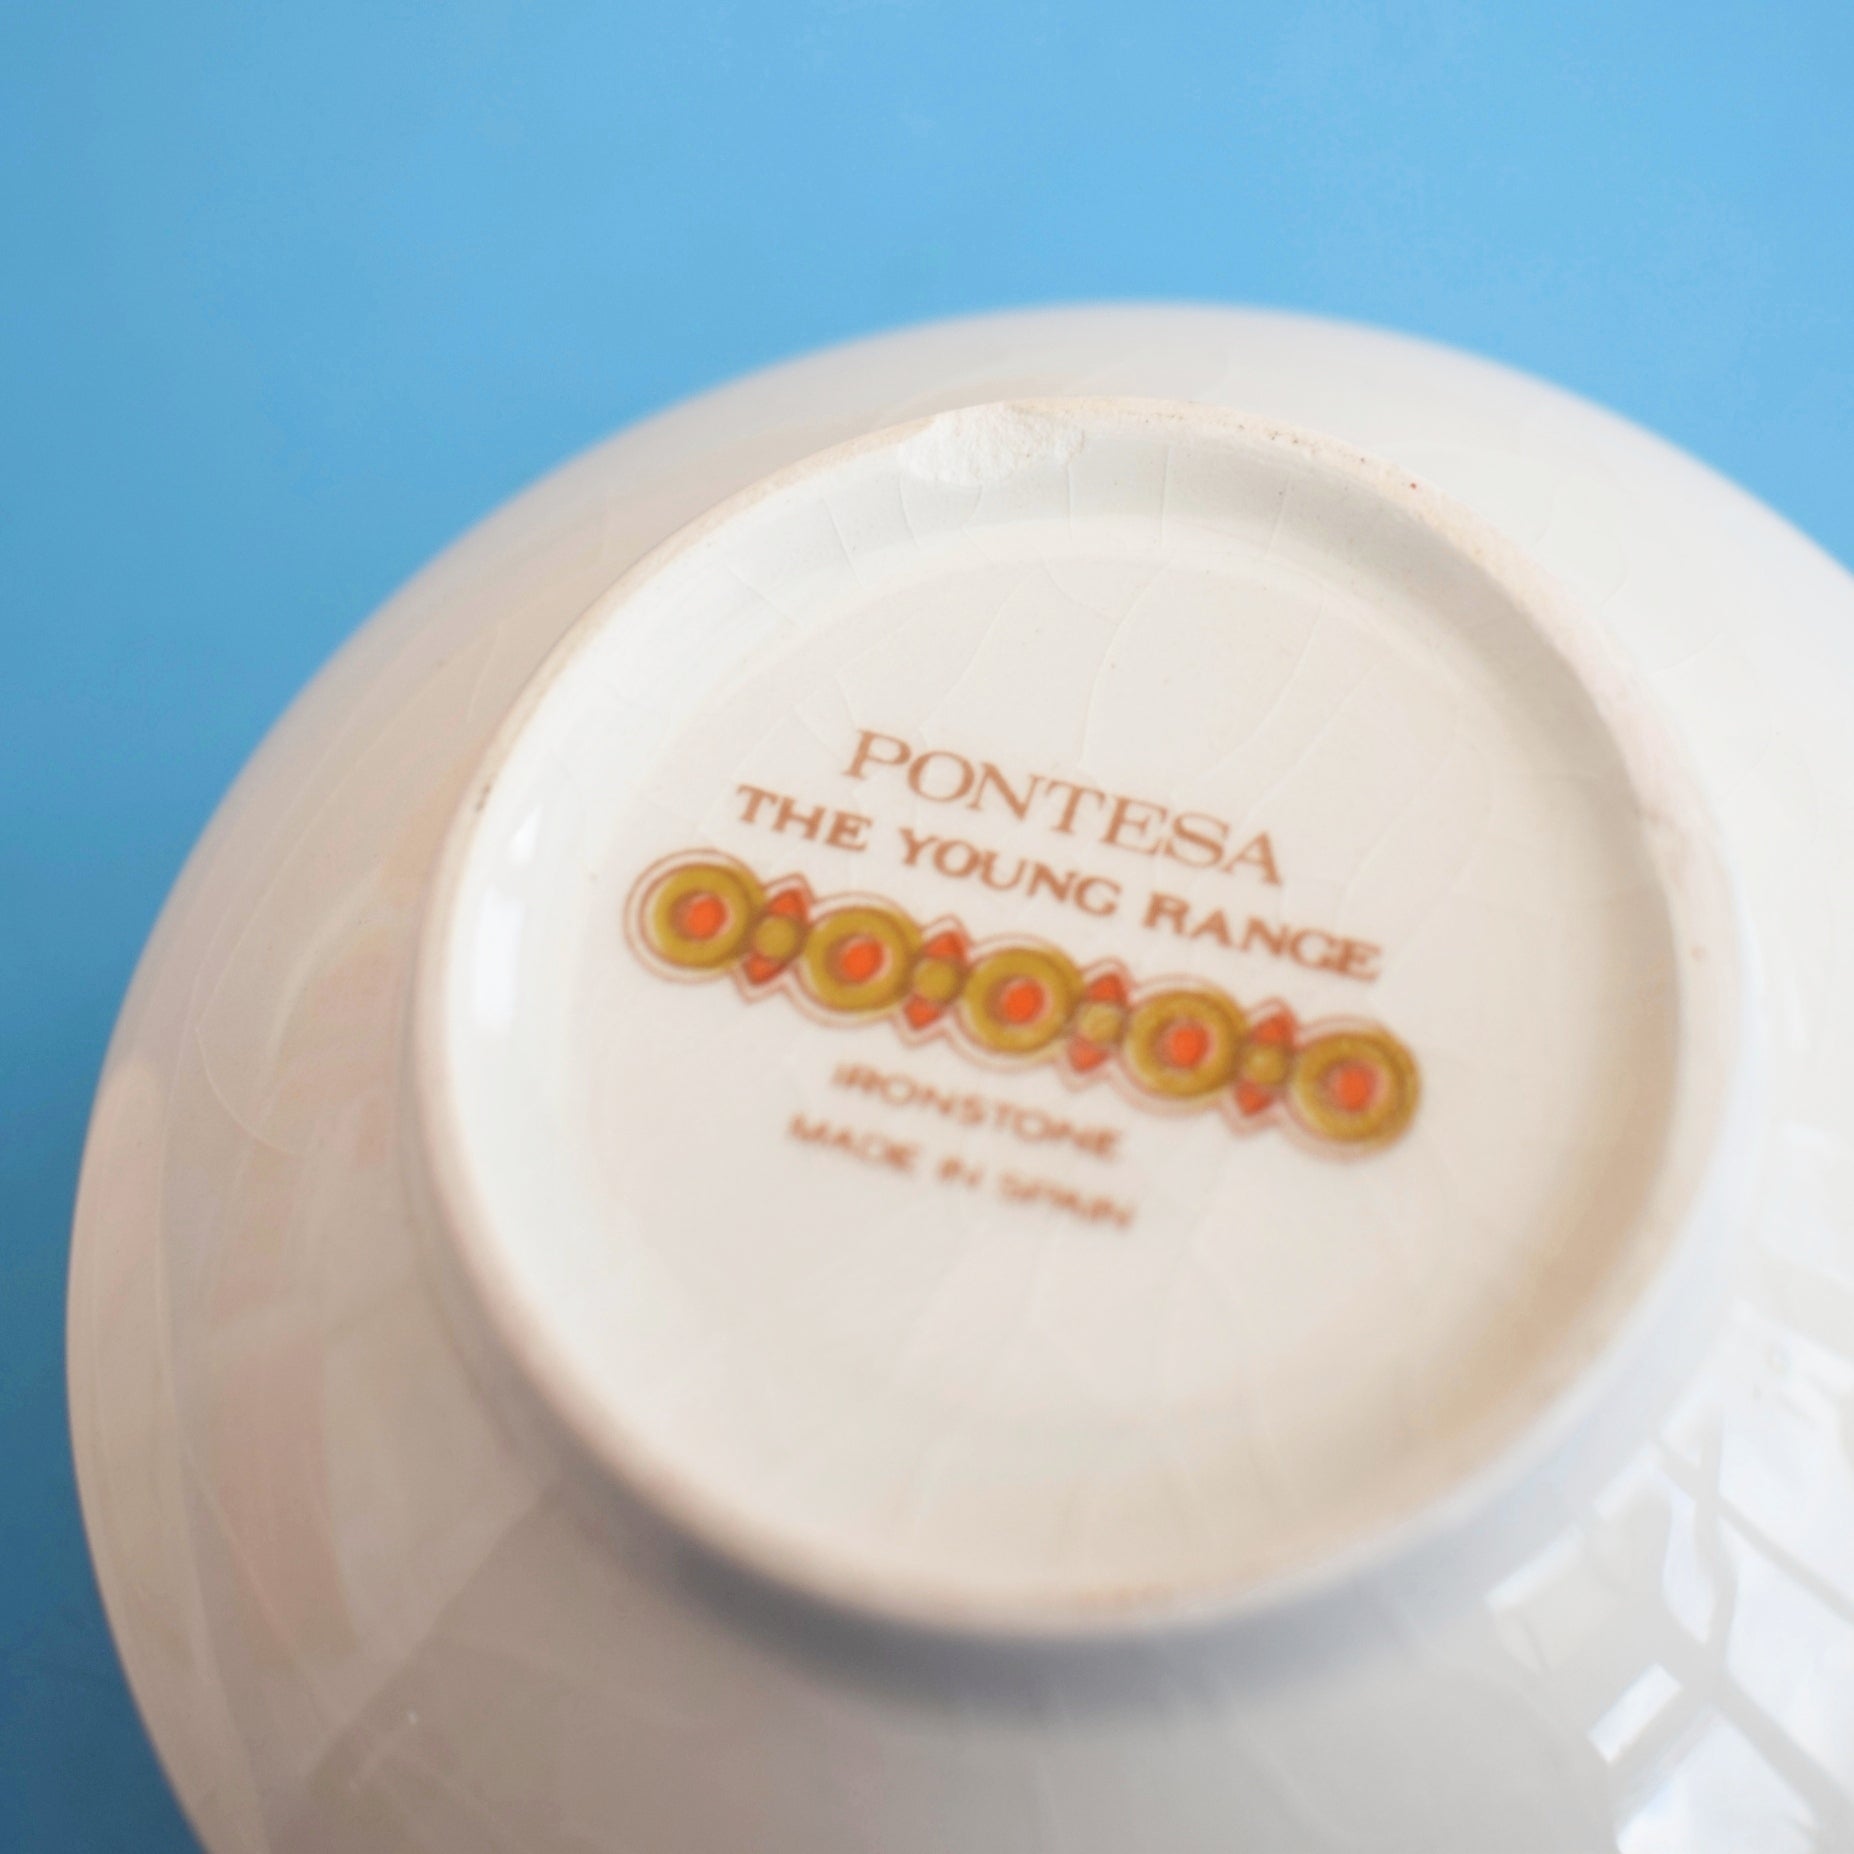 PONTESA
THE YOUNG RANGE
IRONSTONE
MADE IN SPAIN